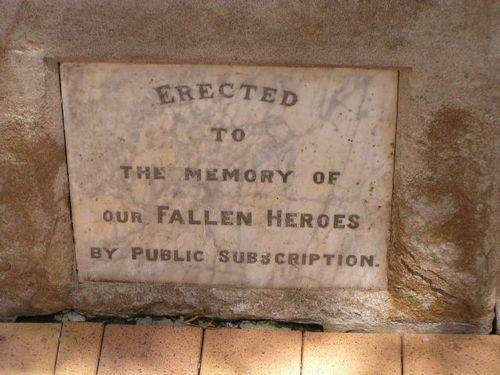 ERECTED
TO
THE MEMORY OF
OUR FALLEN HEROES
BY PUBLIC SUBSCRIPTION.